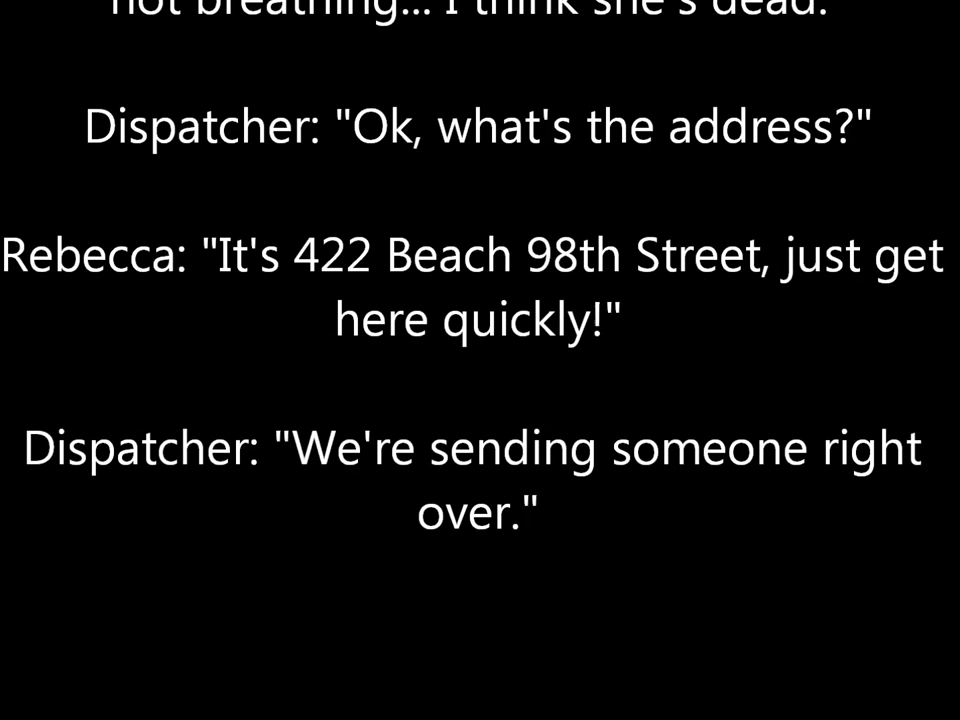 not breathing... I think she's dead.
Dispatcher: "Ok, what's the address?"
Rebecca: "It's 422 Beach 98th Street, just get
here quickly!"
Dispatcher: "We're sending someone right
over."